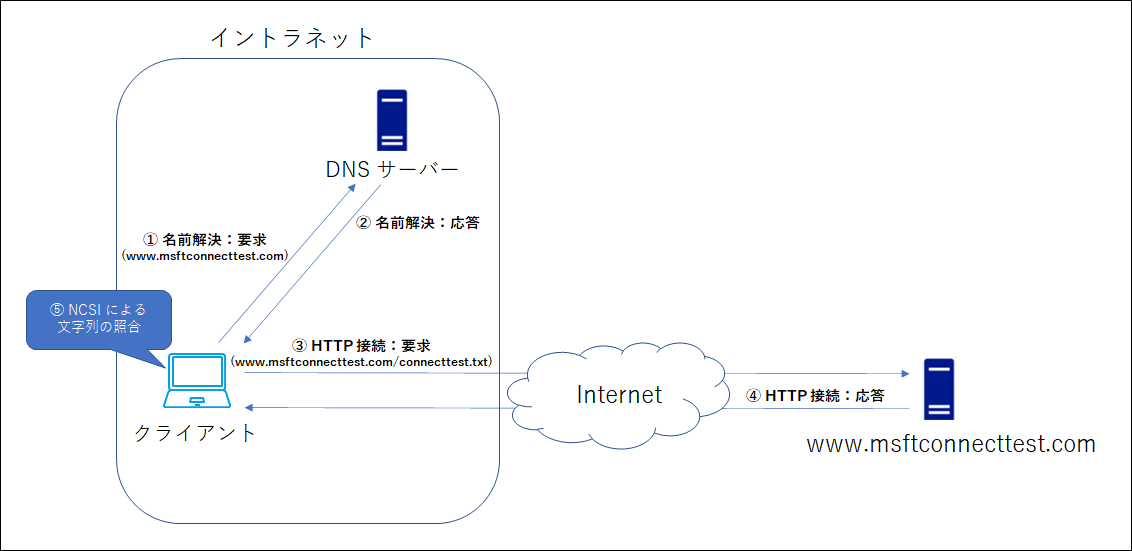 イントラネット
DNS サーバー
② 名前解決：応答
① 名前解決：要求
(www.msftconnecttest.com)
⑤ NCSI による
文字列の照合
③ HTTP 接続：要求
(www.msftconnecttest.com/connecttest.txt)
Internet
④ HTTP 接続：応答
クライアント
www.msftconnecttest.com